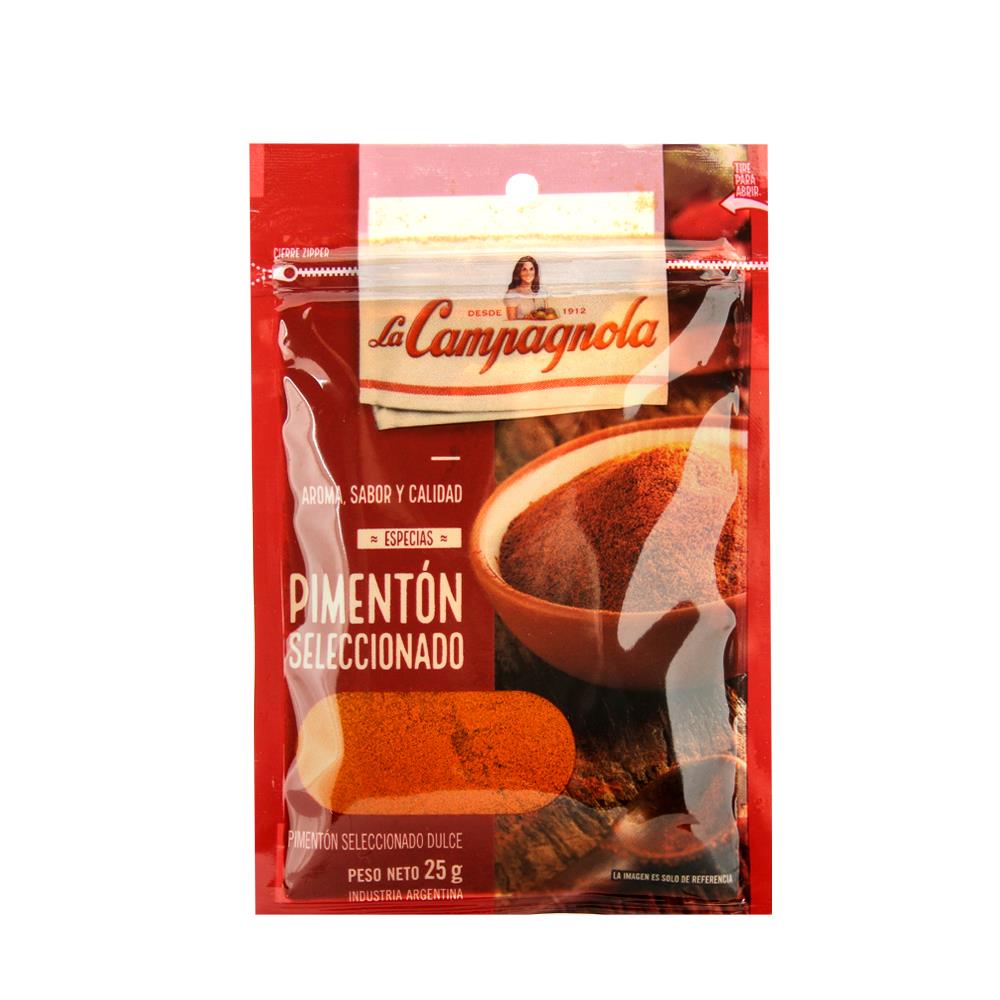 TIRE
PARA
ABRIR.
CIERRE ZIPPER
DESDE 1912
La Campagnola
AROMA, SABOR Y CALIDAD
≈ ESPECIAS ≈
PIMENTÓN
SELECCIONADO
PIMENTÓN SELECCIONADO DULCE
PESO NETO 25 g
INDUSTRIA ARGENTINA
LA IMAGEN ES SOLO DE REFERENCIA